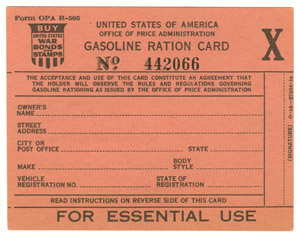 Form OPA R-505
BUY
UNITED STATES
WAR
BONDS
AND
STAMPS
UNITED STATES OF AMERICA
OFFICE OF PRICE ADMINISTRATION
GASOLINE RATION CARD
X
No 442066
THE ACCEPTANCE AND USE OF THIS CARD CONSTITUTE AN AGREEMENT THAT
THE HOLDER WILL OBSERVE THE RULES AND REGULATIONS GOVERNING
GASOLINE RATIONING AS ISSUED BY THE OFFICE OF PRICE ADMINISTRATION
OWNER'S
NAME
STREET
ADDRESS
CITY OR
POST OFFICE STATE
MAKE BODY
STYLE
VEHICLE
REGISTRATION NO. STATE OF
REGISTRATION
READ INSTRUCTIONS ON REVERSE SIDE OF THIS CARD
FOR ESSENTIAL USE
(SIGNATURE)